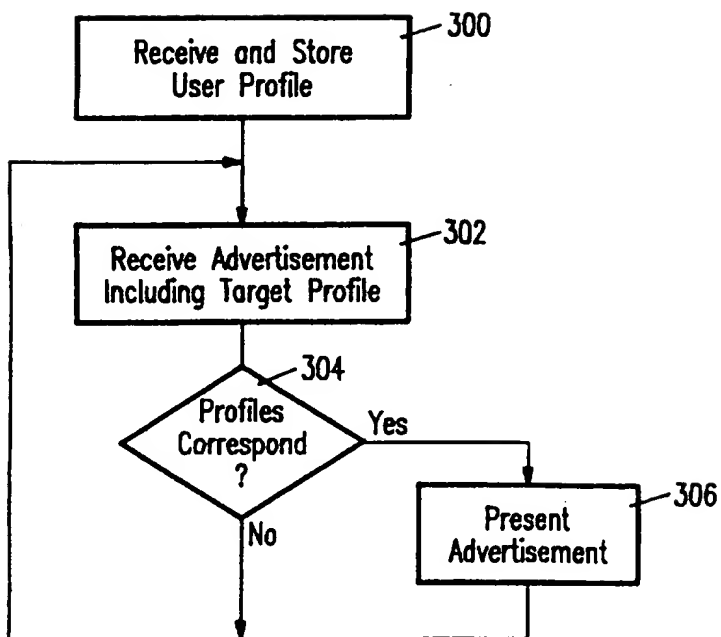 300
Receive and Store
User Profile
302
Receive Advertisement
Including Target Profile
304
Profiles
Correspond
?
Yes
No
306
Present
Advertisement